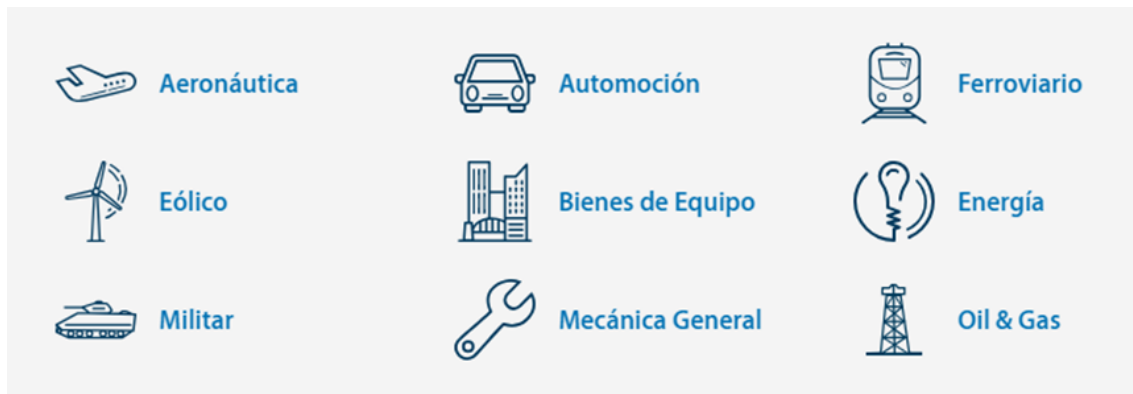 Aeronáutica
Automoción
Ferroviario
Eólico
Bienes de Equipo
Energía
Militar
Mecánica General
Oil & Gas